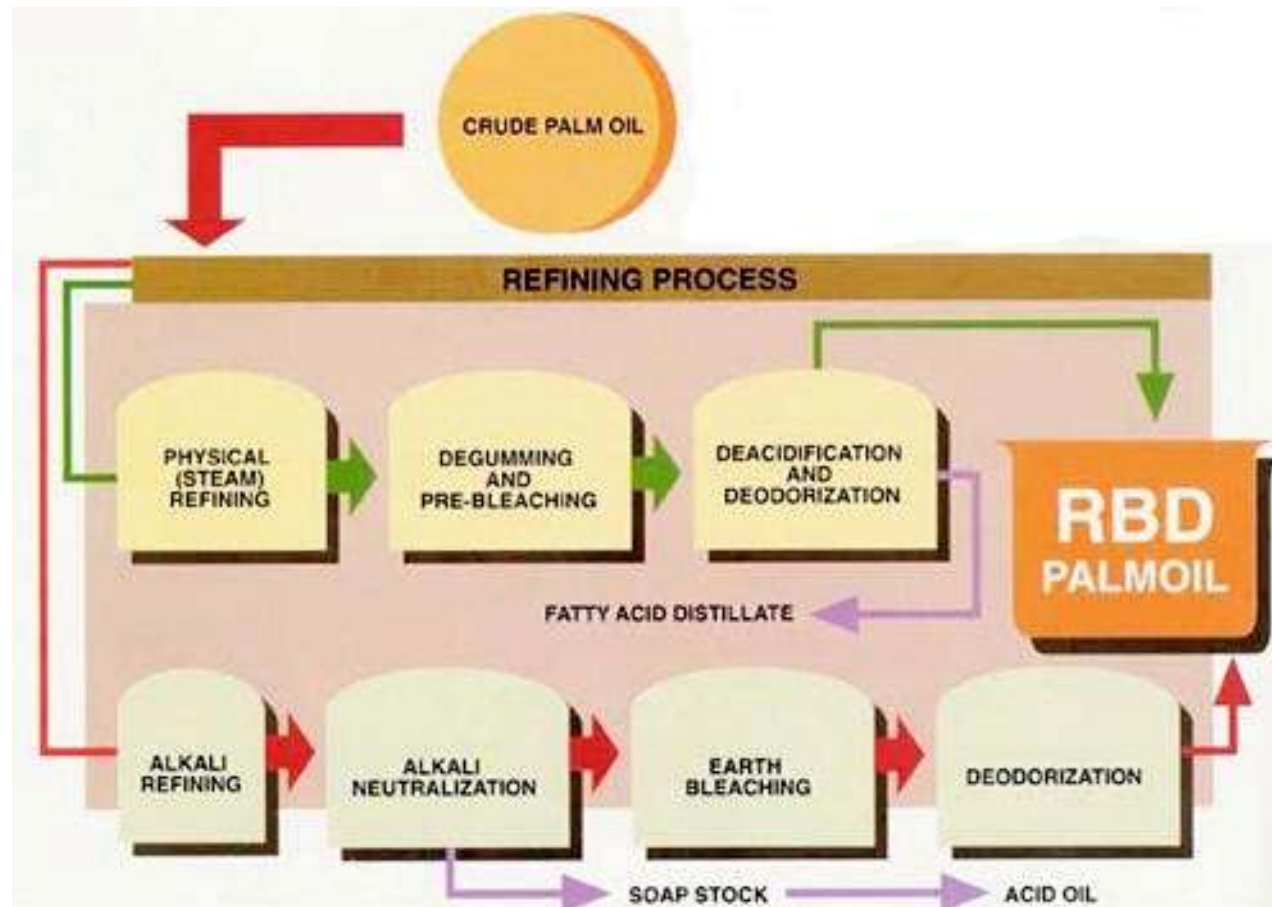 CRUDE PALM OIL
REFINING PROCESS
PHYSICAL
(STEAM)
REFINING
DEGUMMING
AND
PRE-BLEACHING
DEACIDIFICATION
AND
DEODORIZATION
RBD
PALMOIL
FATTY ACID DISTILLATE
ALKALI
REFINING
ALKALI
NEUTRALIZATION
EARTH
BLEACHING
DEODORIZATION
SOAP STOCK
ACID OIL